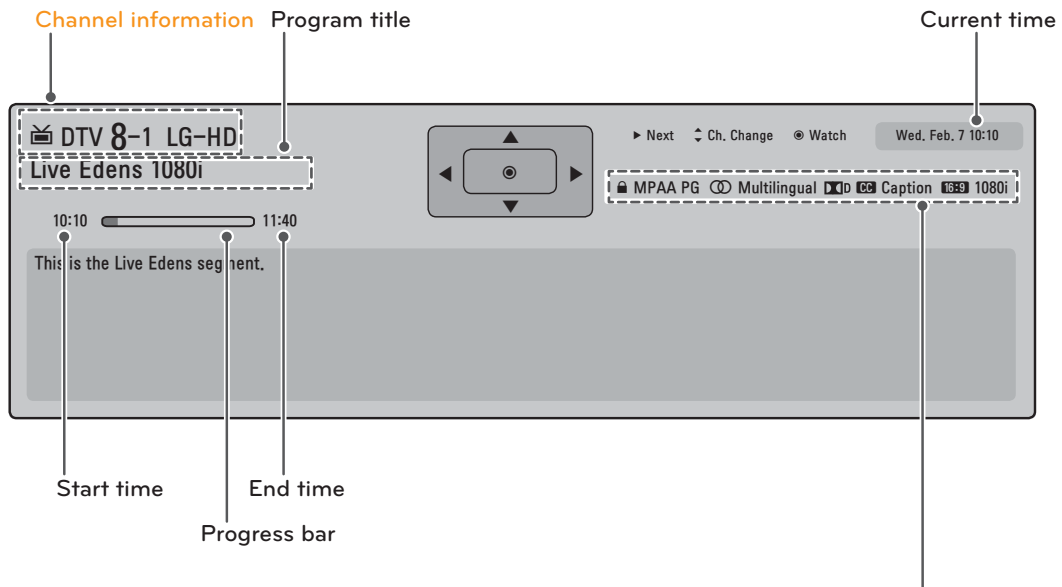 Channel information Program title Current time
DTV 8-1 LG-HD
Next Ch. Change Watch Wed. Feb. 7 10:10
Live Edens 1080i
MPAA PG Multilingual D CC Caption 16:9 1080i
10:10 11:40
This is the Live Edens segment.
Start time End time
Progress bar